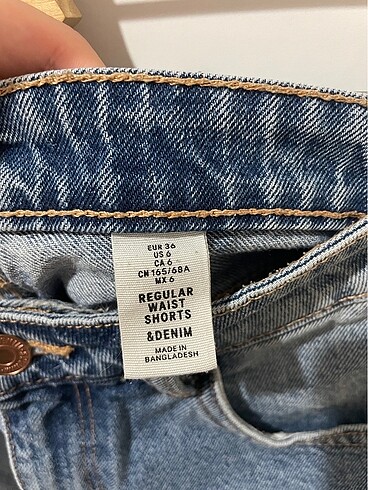 EUR 36
US 6
CA 6
CN 165/68A
MX 6
REGULAR
WAIST
SHORTS
&DENIM
MADE IN
BANGLADESH